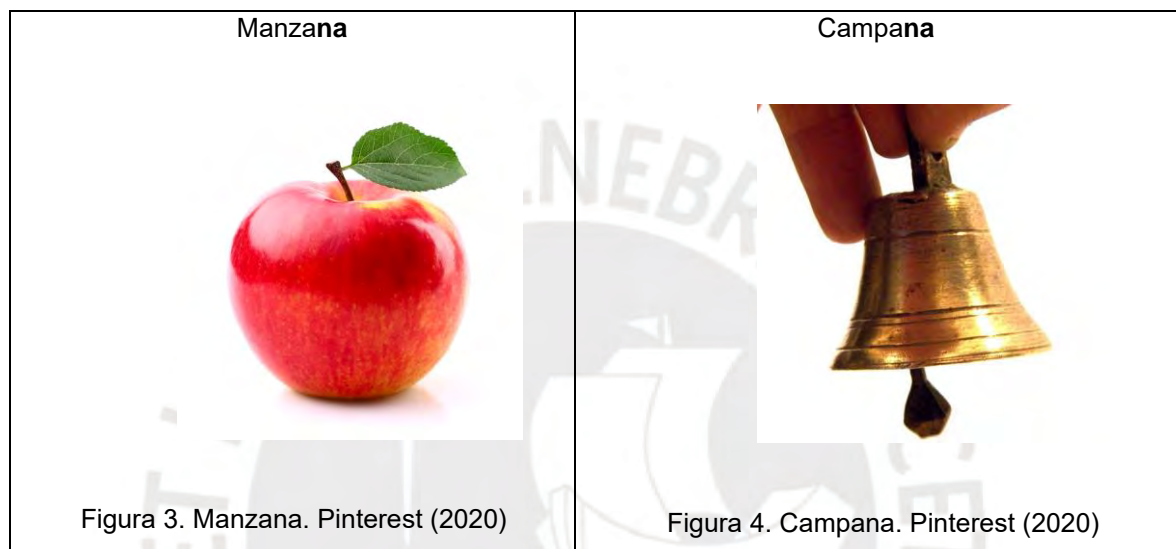 Manzana
Campana
Figura 3. Manzana. Pinterest (2020)
Figura 4. Campana. Pinterest (2020)